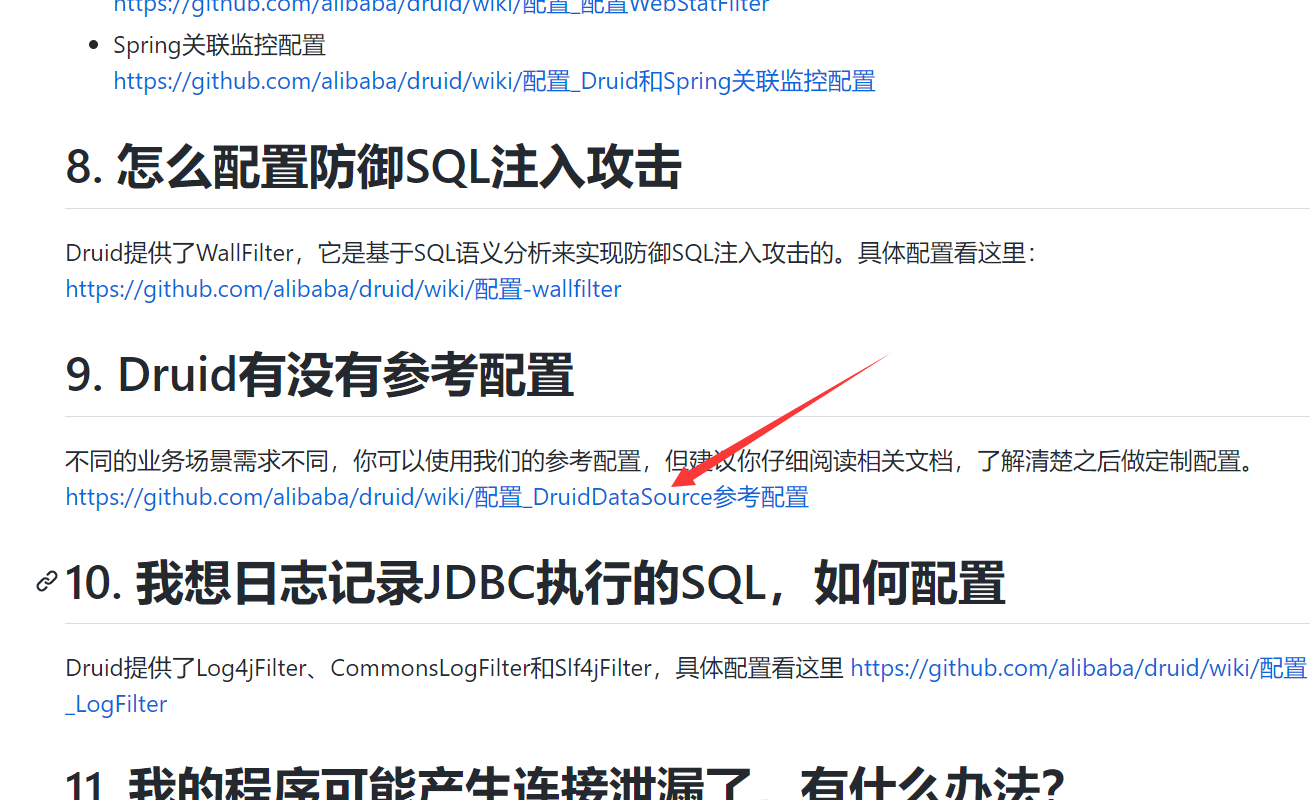 https://github.com/alibaba/druid/wiki/配置_配置WebStatFilter
Spring关联监控配置
https://github.com/alibaba/druid/wiki/配置_Druid和Spring关联监控配置
8. 怎么配置防御SQL注入攻击
Druid提供了WallFilter，它是基于SQL语义分析来实现防御SQL注入攻击的。具体配置看这里：
https://github.com/alibaba/druid/wiki/配置-wallfilter
9. Druid有没有参考配置
不同的业务场景需求不同，你可以使用我们的参考配置，但建议你仔细阅读相关文档，了解清楚之后做定制配置。
https://github.com/alibaba/druid/wiki/配置_DruidDataSource参考配置
10. 我想日志记录JDBC执行的SQL，如何配置
Druid提供了Log4jFilter、CommonsLogFilter和Slf4jFilter，具体配置看这里 https://github.com/alibaba/druid/wiki/配置
_LogFilter
11. 我的程序可能产生连接泄漏了，有什么办法？